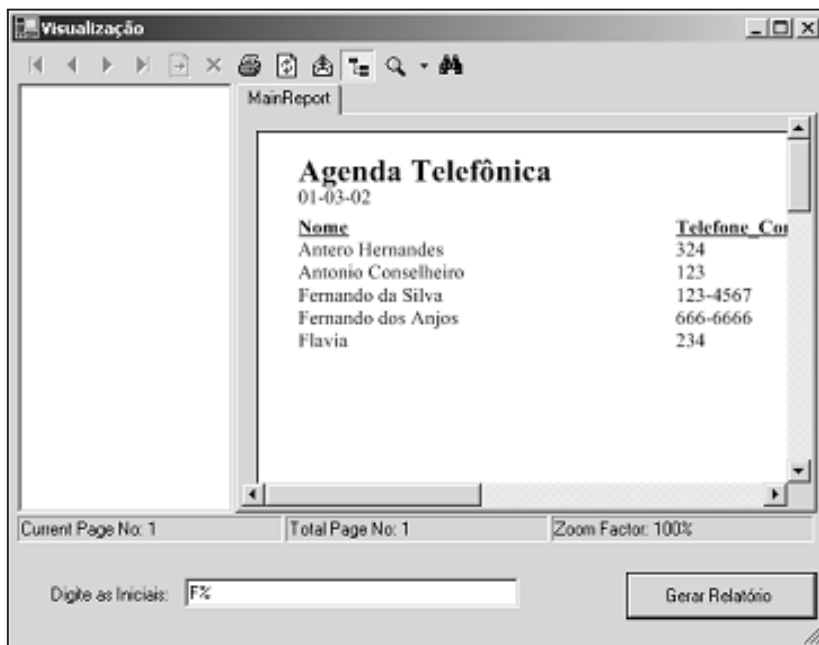 Visualização
MainReport
Agenda Telefônica
01-03-02
Nome Telefone_Co
Antero Hernandes 324
Antonio Conselheiro 123
Fernando da Silva 123-4567
Fernando dos Anjos 666-6666
Flavia 234
Current Page No: 1 Total Page No: 1 Zoom Factor: 100%
Digite as Iniciais: F% Gerar Relatório